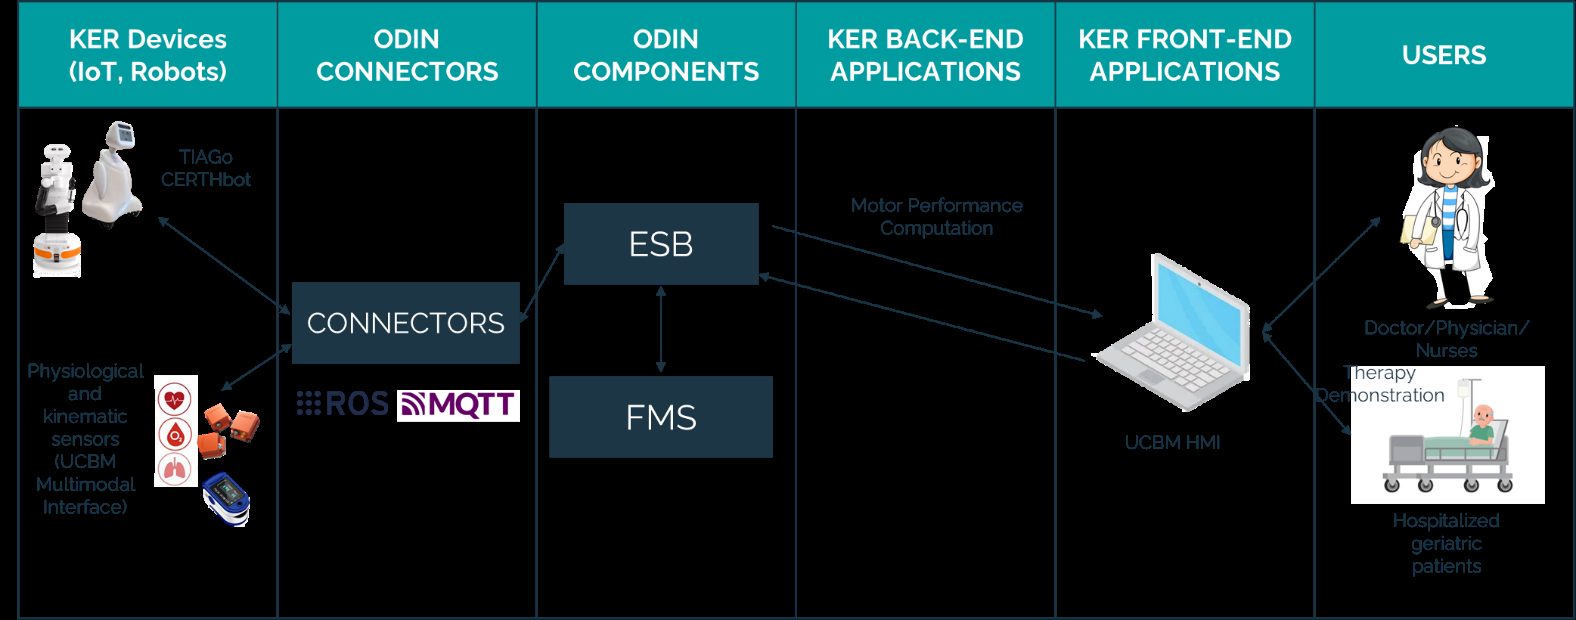 KER Devices
(IoT, Robots)
ODIN
CONNECTORS
ODIN
COMPONENTS
KER BACK-END
APPLICATIONS
KER FRONT-END
APPLICATIONS
USERS
TIAGo
CERTHbot
Physiological
and
kinematic
sensors
(UCBM
Multimodal
Interface)
O2
CONNECTORS
ROS
MQTT
ESB
FMS
Motor Performance
Computation
UCBM HMI
Doctor/Physician/
Nurses
Therapy
Demonstration
Hospitalized
geriatric
patients